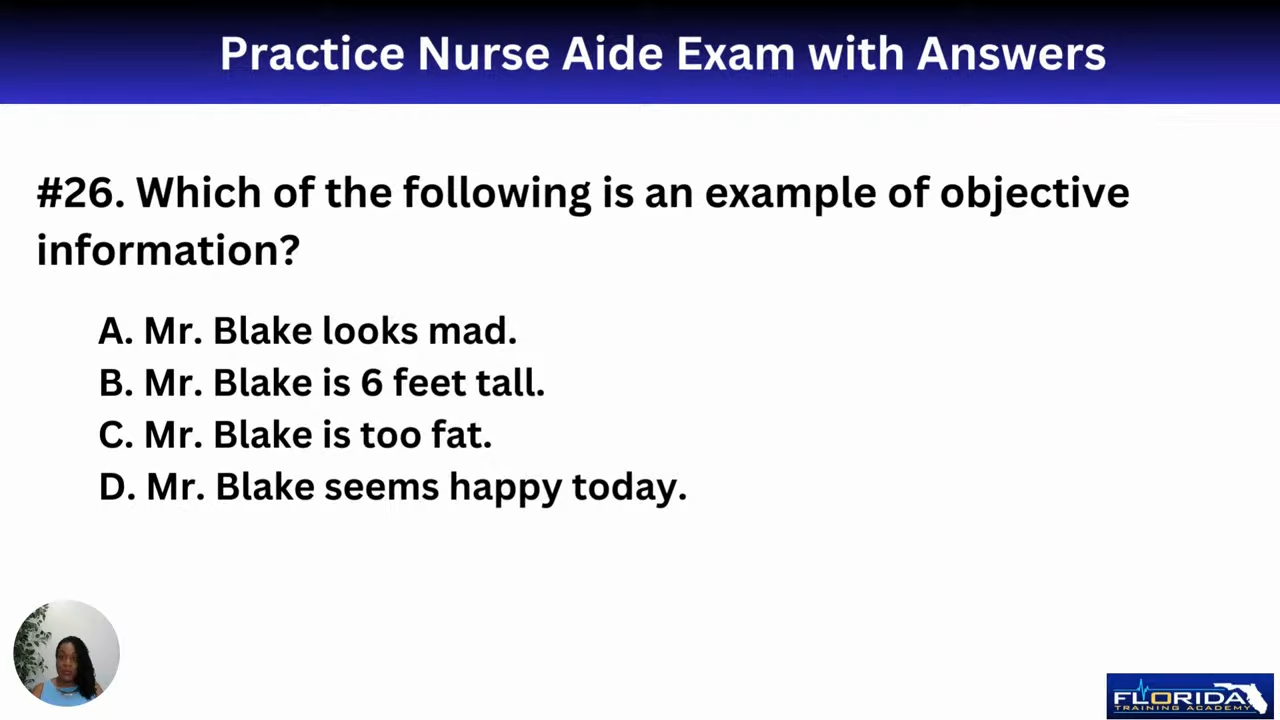 Practice Nurse Aide Exam with Answers
#26. Which of the following is an example of objective
information?
A. Mr. Blake looks mad.
B. Mr. Blake is 6 feet tall.
C. Mr. Blake is too fat.
D. Mr. Blake seems happy today.
FLORIDA
TRAINING ACADEMY